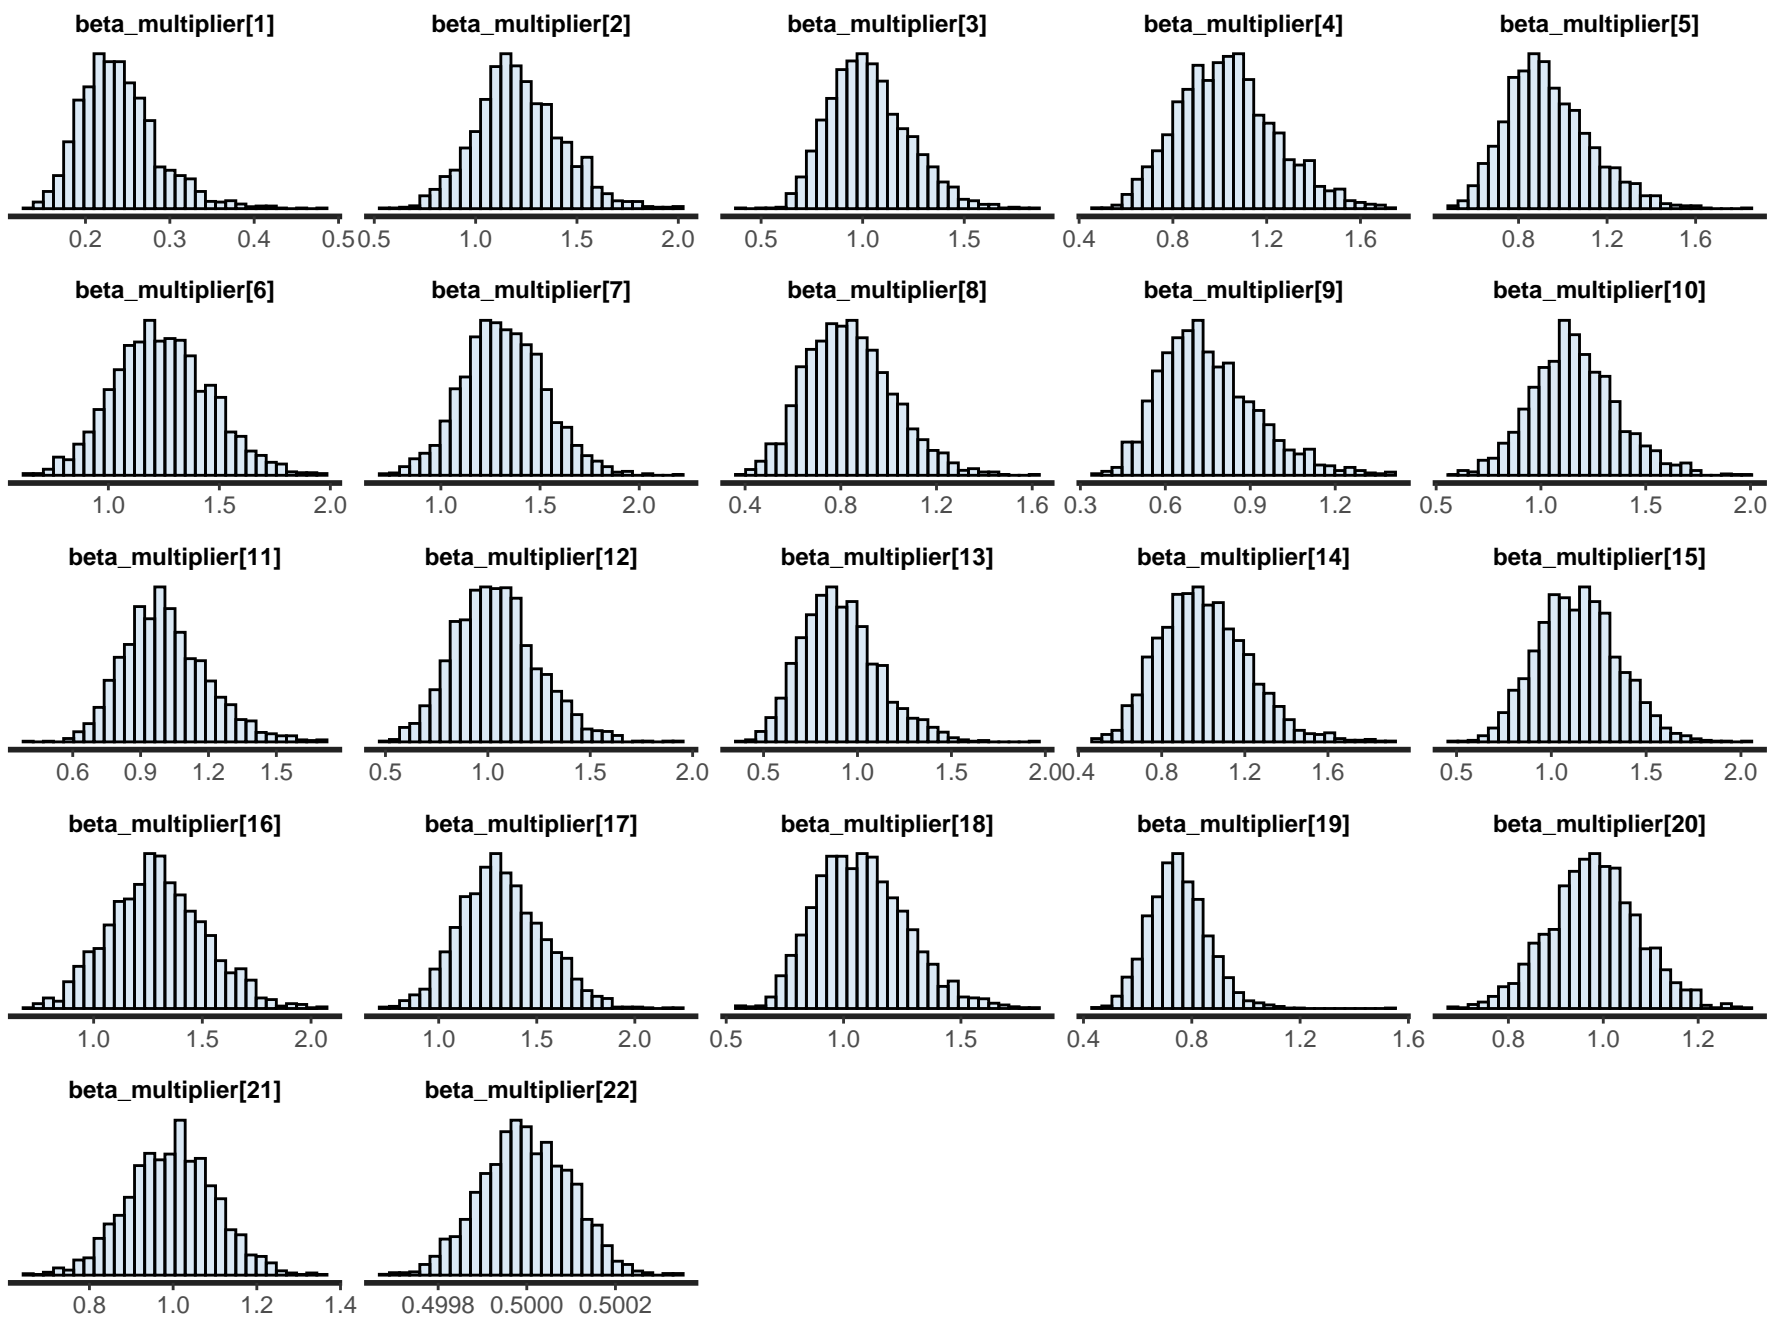 beta_multiplier[1] beta_multiplier[2] beta_multiplier[3] beta_multiplier[4] beta_multiplier[5]
0.2 0.3 0.4 0.5 0.5 1.0 1.5 2.0 0.5 1.0 1.5 0.4 0.8 1.2 1.6 0.8 1.2 1.6
beta_multiplier[6] beta_multiplier[7] beta_multiplier[8] beta_multiplier[9] beta_multiplier[10]
1.0 1.5 2.0 1.0 1.5 2.0 0.4 0.8 1.2 1.6 0.3 0.6 0.9 1.2 0.5 1.0 1.5 2.0
beta_multiplier[11] beta_multiplier[12] beta_multiplier[13] beta_multiplier[14] beta_multiplier[15]
0.6 0.9 1.2 1.5 0.5 1.0 1.5 2.0 0.5 1.0 1.5 2.0 0.4 0.8 1.2 1.6 0.5 1.0 1.5 2.0
beta_multiplier[16] beta_multiplier[17] beta_multiplier[18] beta_multiplier[19] beta_multiplier[20]
1.0 1.5 2.0 1.0 1.5 2.0 0.5 1.0 1.5 0.4 0.8 1.2 1.6 0.8 1.0 1.2
beta_multiplier[21] beta_multiplier[22]
0.8 1.0 1.2 1.4 0.4998 0.5000 0.5002